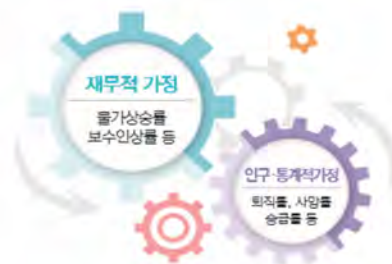 재무적 가정
물가상승률
보수인상률 등
인구·통계적가정
퇴직률, 사망률
승급률 등